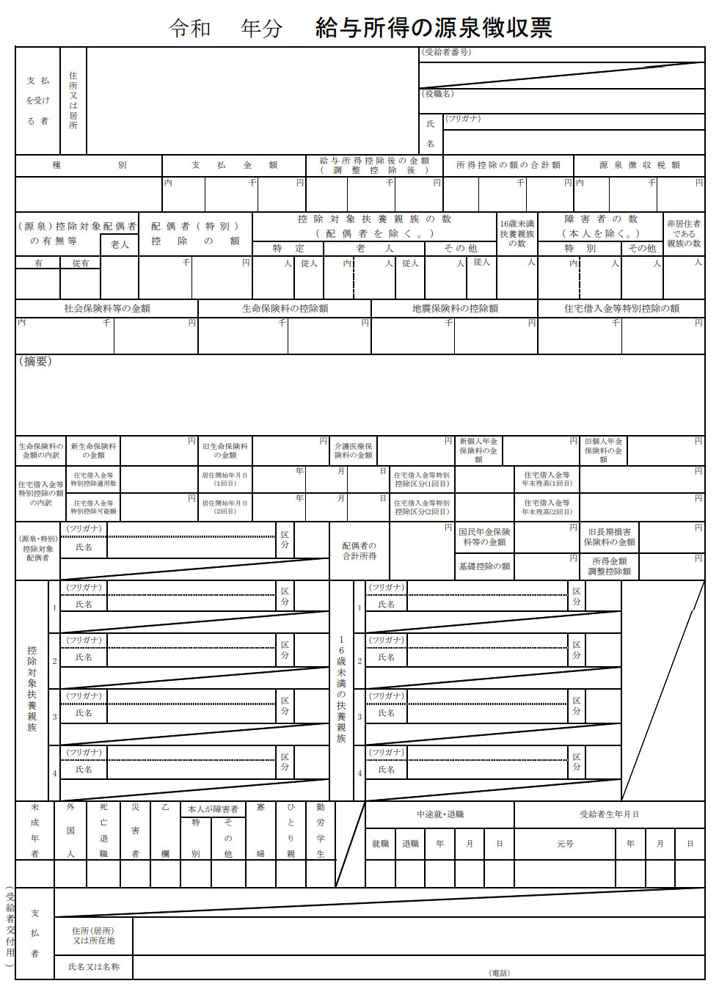 令和　年分　給与所得の源泉徴収票
支払を受ける者
住所又は居所
(受給者番号)
(役職名)
氏名
(フリガナ)
種別
支払金額
給与所得控除後の金額
(調整控除後)
所得控除の額の合計額
源泉徴収税額
内 千 円 千 円 千 円 内 千 円
(源泉)控除対象配偶者の有無等
老人
配偶者(特別)控除の額
控除対象扶養親族の数
(配偶者を除く。)
特定 老人 その他
16歳未満扶養親族の数
障害者の数
(本人を除く。)
特別 その他
非居住者である親族の数
有 従有
千 円 人 従人 内 人 従人 人 従人 人 内 人 人 人
社会保険料等の金額 生命保険料の控除額 地震保険料の控除額 住宅借入金等特別控除の額
内 千 円 千 円 千 円 千 円
(摘要)
生命保険料の金額の内訳
新生命保険料の金額 円
旧生命保険料の金額 円
介護医療保険料の金額 円
新個人年金保険料の金額 円
旧個人年金保険料の金額 円
住宅借入金等特別控除の額の内訳
住宅借入金等特別控除適用数
居住開始年月日(1回目) 年 月 日
住宅借入金等特別控除区分(1回目)
住宅借入金等年末残高(1回目) 円
住宅借入金等特別控除可能額 円
居住開始年月日(2回目) 年 月 日
住宅借入金等特別控除区分(2回目)
住宅借入金等年末残高(2回目) 円
(源泉・特別)控除対象配偶者
(フリガナ)
氏名
区分
配偶者の合計所得 円
国民年金保険料等の金額 円
旧長期損害保険料の金額 円
基礎控除の額 円
所得金額調整控除額 円
控除対象扶養親族
1 (フリガナ)
氏名
区分
2 (フリガナ)
氏名
区分
3 (フリガナ)
氏名
区分
4 (フリガナ)
氏名
区分
16歳未満の扶養親族
1 (フリガナ)
氏名
区分
2 (フリガナ)
氏名
区分
3 (フリガナ)
氏名
区分
4 (フリガナ)
氏名
区分
未成年者
外国人
死亡退職
災害者
乙欄
本人が障害者
特別
その他
寡婦
ひとり親
勤労学生
中途就・退職
就職 退職 年 月 日
受給者生年月日
元号 年 月 日
(受給者交付用)
支払者
住所(居所)又は所在地
氏名又は名称
(電話)